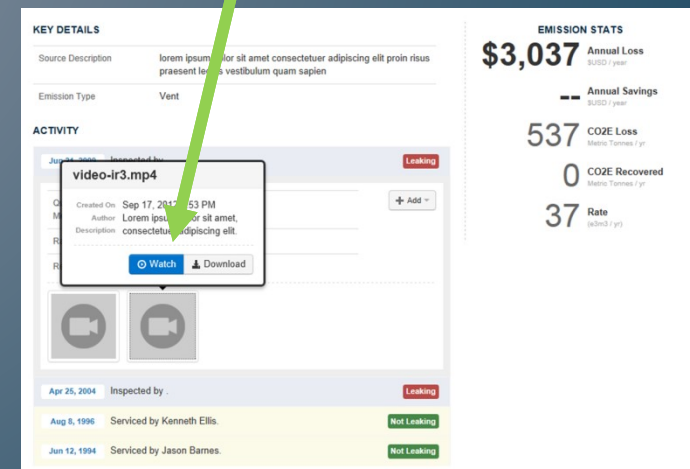 KEY DETAILS
Source Description
lorem ipsum dolor sit amet consectetuer adipiscing elit proin risus
praesent vestibulum quam sapien
Emission Type
Vent
ACTIVITY
Inspected by
Leaking
video-ir3.mp4
Created On Sep 17, 53 PM
Author Lorem sit amet,
Description consectetuer adipiscing elit.
Watch
Download
Add
Apr 25, 2004 Inspected by .
Leaking
Aug 8, 1996 Serviced by Kenneth Ellis.
Not Leaking
Jun 12, 1994 Serviced by Jason Barnes.
Not Leaking
EMISSION STATS
$3,037 Annual Loss
$USD / year
-- Annual Savings
$USD / year
537 CO2E Loss
Metric Tonnes / yr
0 CO2E Recovered
Metric Tonnes / yr
37 Rate
(e3m3 / yr)